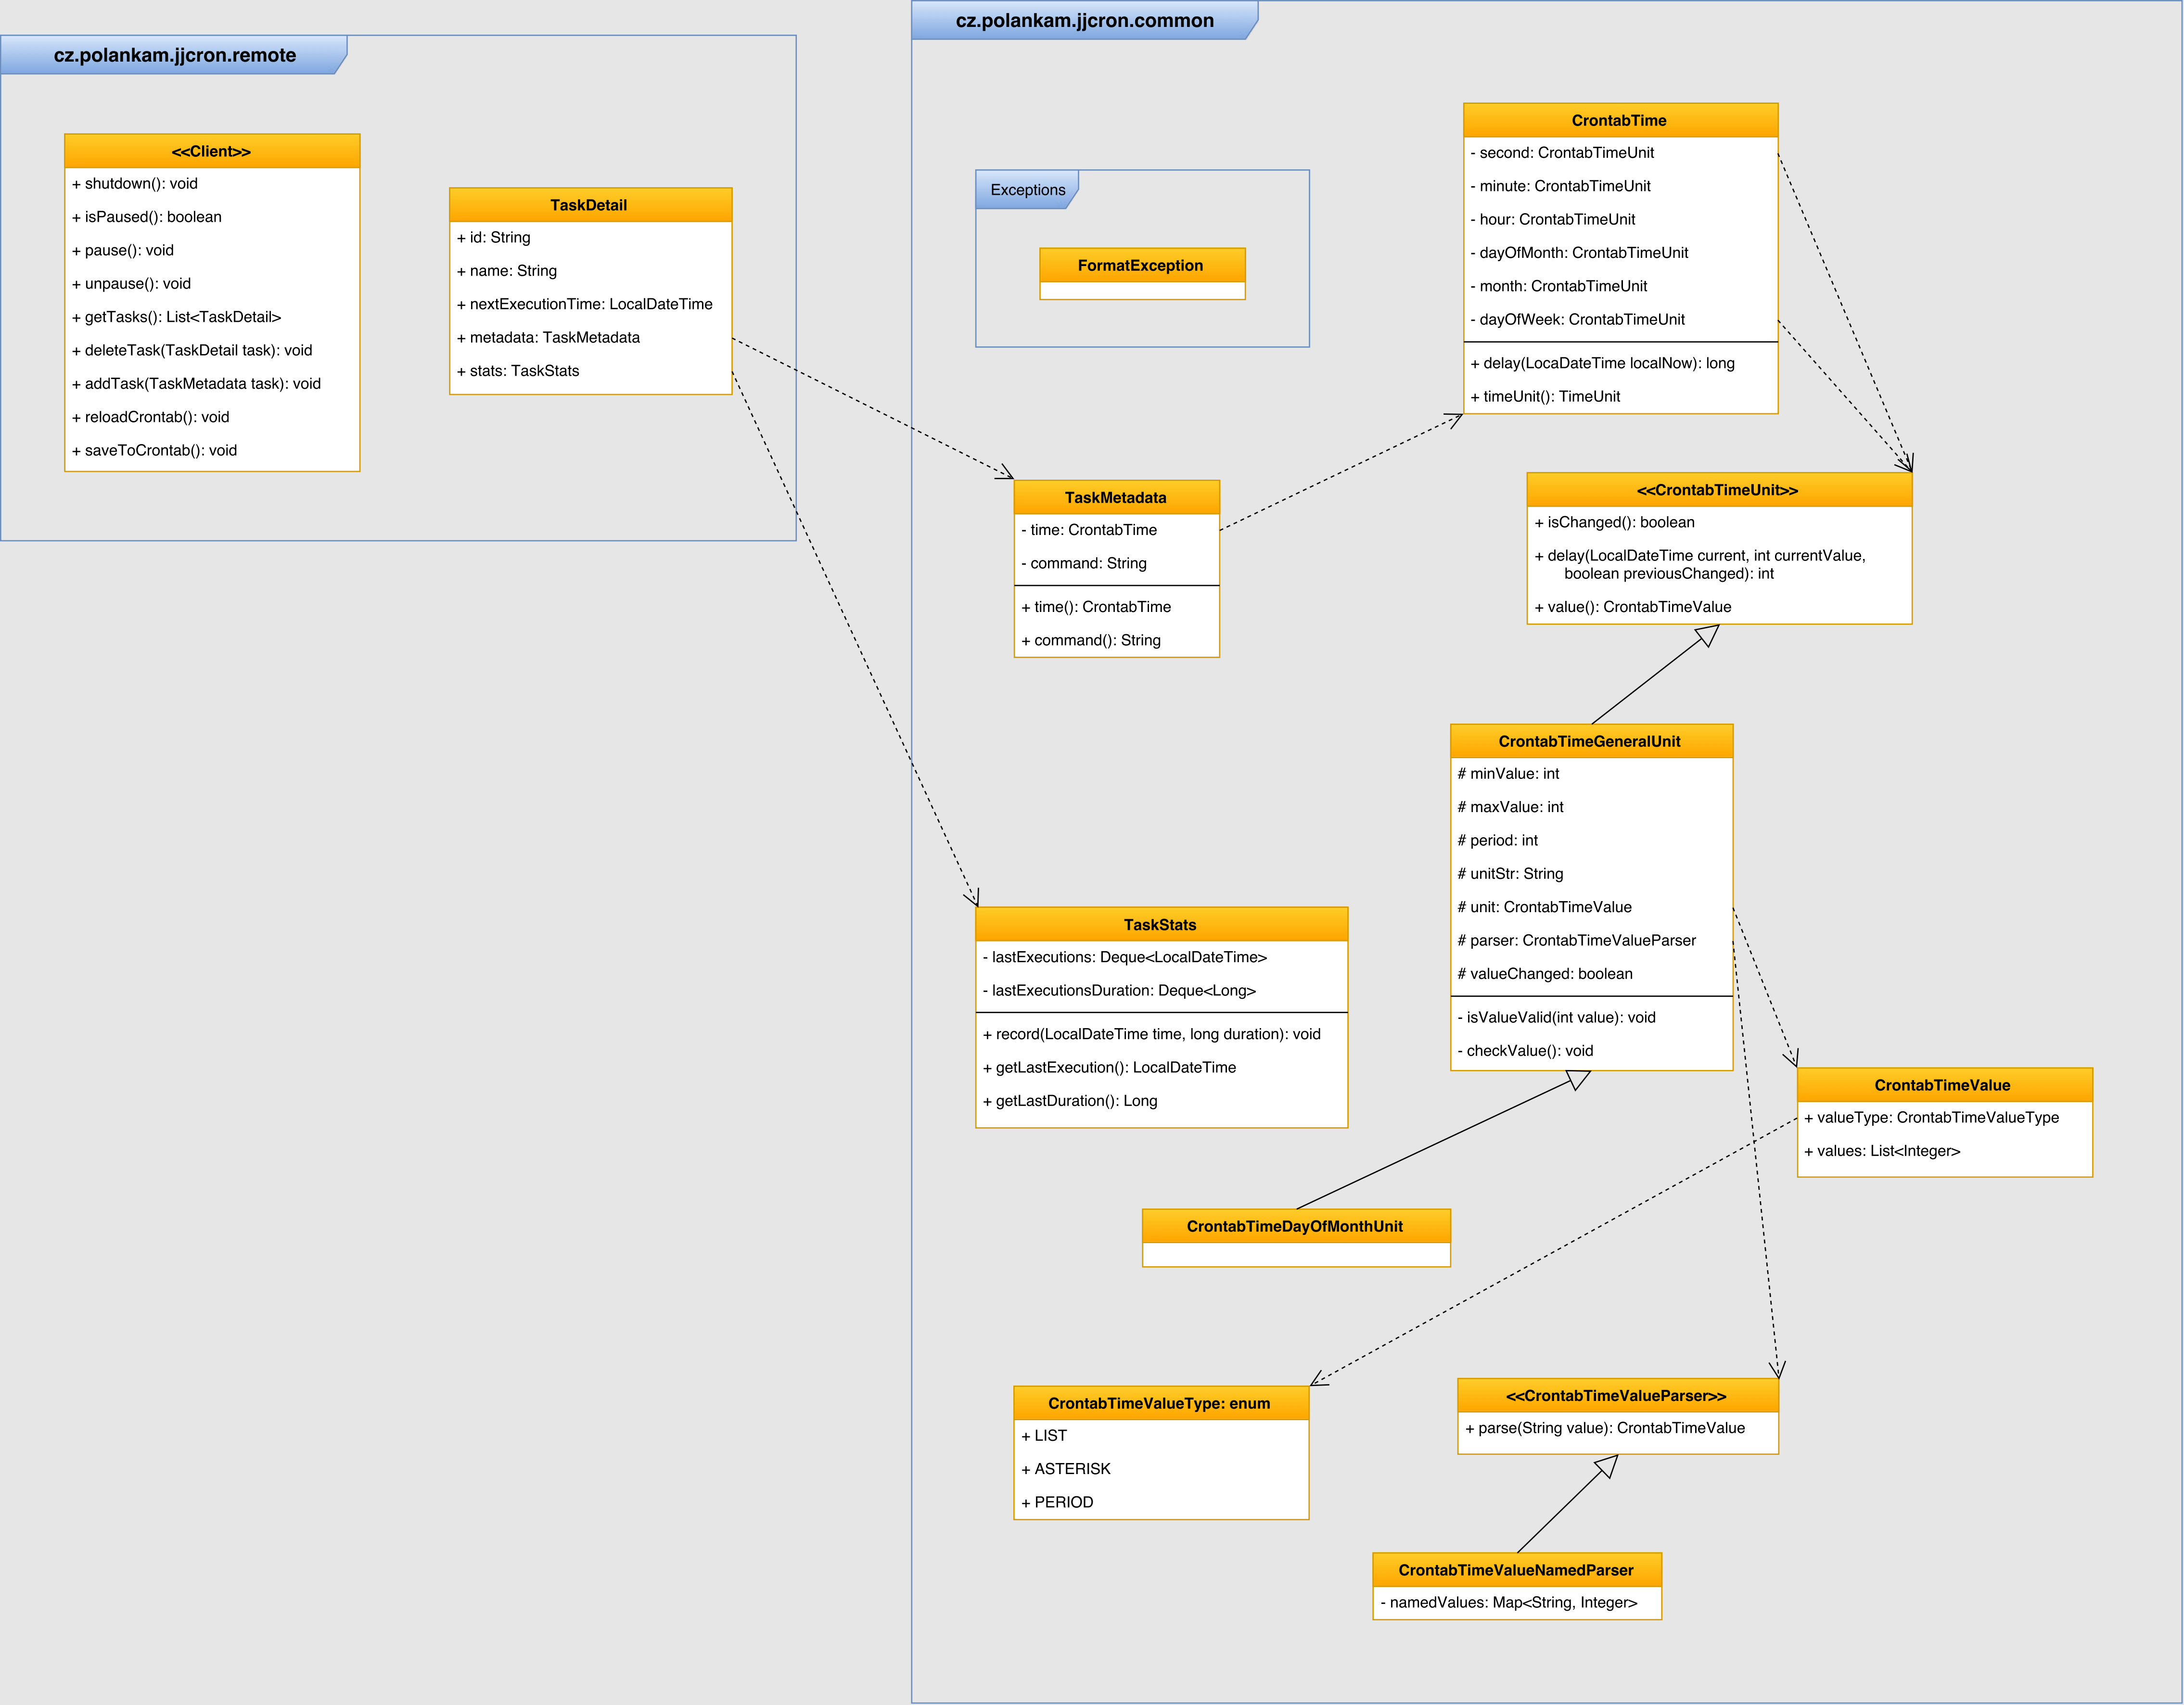 cz.polankam.jjcron.remote
<<Client>>
+ shutdown(): void
+ isPaused(): boolean
+ pause(): void
+ unpause(): void
+ getTasks(): List<TaskDetail>
+ deleteTask(TaskDetail task): void
+ addTask(TaskMetadata task): void
+ reloadCrontab(): void
+ saveToCrontab(): void
TaskDetail
+ id: String
+ name: String
+ nextExecutionTime: LocalDateTime
+ metadata: TaskMetadata
+ stats: TaskStats
cz.polankam.jjcron.common
Exceptions
FormatException
CrontabTime
- second: CrontabTimeUnit
- minute: CrontabTimeUnit
- hour: CrontabTimeUnit
- dayOfMonth: CrontabTimeUnit
- month: CrontabTimeUnit
- dayOfWeek: CrontabTimeUnit
+ delay(LocaDateTime localNow): long
+ timeUnit(): TimeUnit
TaskMetadata
- time: CrontabTime
- command: String
+ time(): CrontabTime
+ command(): String
<<CrontabTimeUnit>>
+ isChanged(): boolean
+ delay(LocalDateTime current, int currentValue,
boolean previousChanged): int
+ value(): CrontabTimeValue
CrontabTimeGeneralUnit
# minValue: int
# maxValue: int
# period: int
# unitStr: String
# unit: CrontabTimeValue
# parser: CrontabTimeValueParser
# valueChanged: boolean
- isValueValid(int value): void
- checkValue(): void
TaskStats
- lastExecutions: Deque<LocalDateTime>
- lastExecutionsDuration: Deque<Long>
+ record(LocalDateTime time, long duration): void
+ getLastExecution(): LocalDateTime
+ getLastDuration(): Long
CrontabTimeValue
+ valueType: CrontabTimeValueType
+ values: List<Integer>
CrontabTimeDayOfMonthUnit
CrontabTimeValueType: enum
+ LIST
+ ASTERISK
+ PERIOD
<<CrontabTimeValueParser>>
+ parse(String value): CrontabTimeValue
CrontabTimeValueNamedParser
- namedValues: Map<String, Integer>